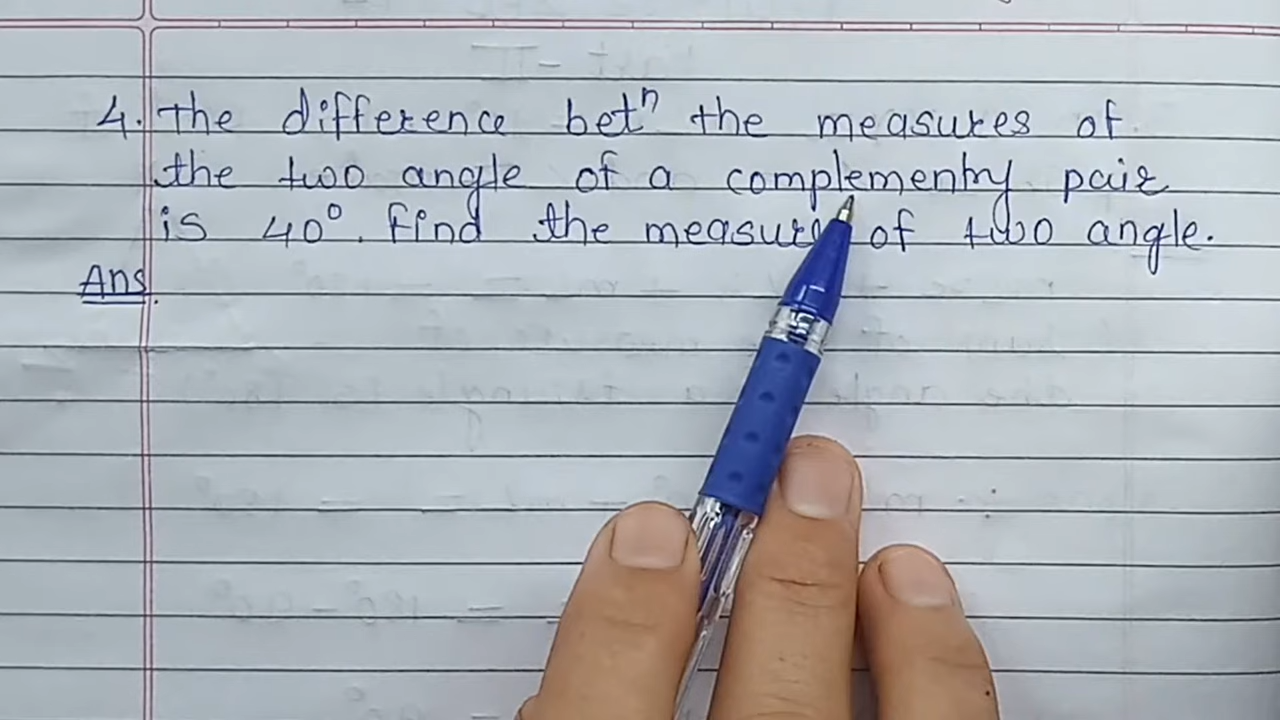 4. The difference betⁿ the measures of
the two angle of a complementry pair
is 40°. Find the measure of two angle.
Ans.